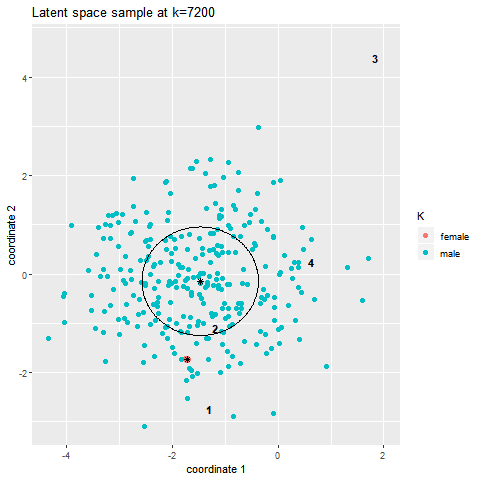 Latent space sample at k=7200
3
4
2
4
K
female
male
0
2
-2
1
-4
-2
0
2
coordinate 1
coordinate 2